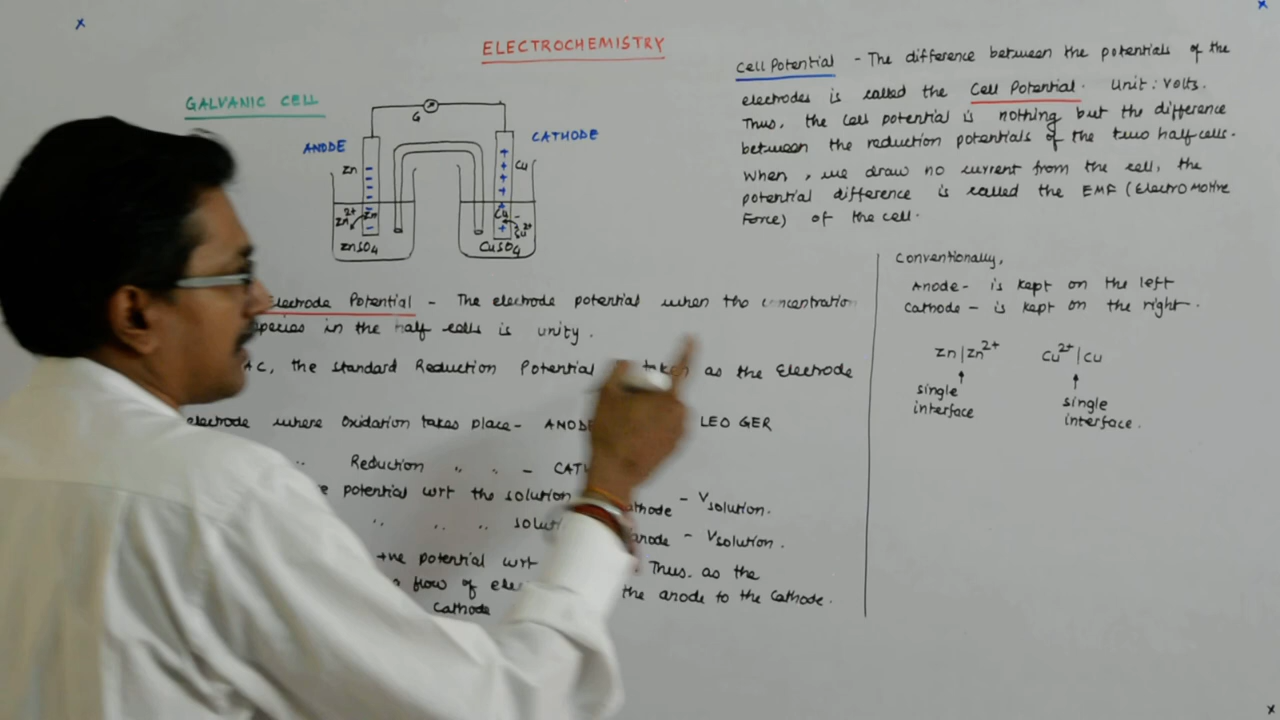 ELECTROCHEMISTRY
GALVANIC CELL
G
ANODE
CATHODE
Zn
Cu
Zn2+
Zn
Cu
Cu2+
ZnSO4
CuSO4
Electrode Potential - The electrode potential when the concentration
species in the half cells is unity.
AC, the standard Reduction Potential taken as the Electrode
electrode where Oxidation takes place - ANODE LEO GER
,, Reduction ,, ,, - CATH
potential wrt the solution athode - Vsolution.
,, ,, ,, solution anode - Vsolution.
+ve potential wrt Thus, as the
flow of the anode to the cathode.
Cathode
Cell Potential - The difference between the potentials of the
electrodes is called the Cell Potential. Unit: Volts.
Thus, the cell potential is nothing but the difference
between the reduction potentials of the two half cells.
When, we draw no current from the cell, the
potential difference is called the EMF (Electro Motive
Force) of the cell.
Conventionally,
Anode - is kept on the left
Cathode - is kept on the right.
Zn|Zn2+ Cu2+|Cu
single interface
single interface.